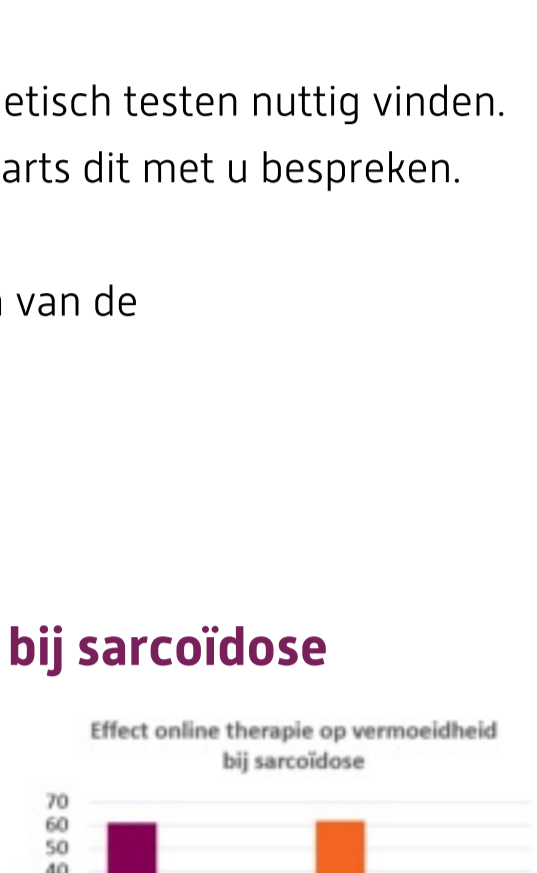 etisch testen nuttig vinden.
arts dit met u bespreken.
van de
bij sarcoïdose
Effect online therapie op vermoeidheid
bij sarcoïdose
70
60
50
40